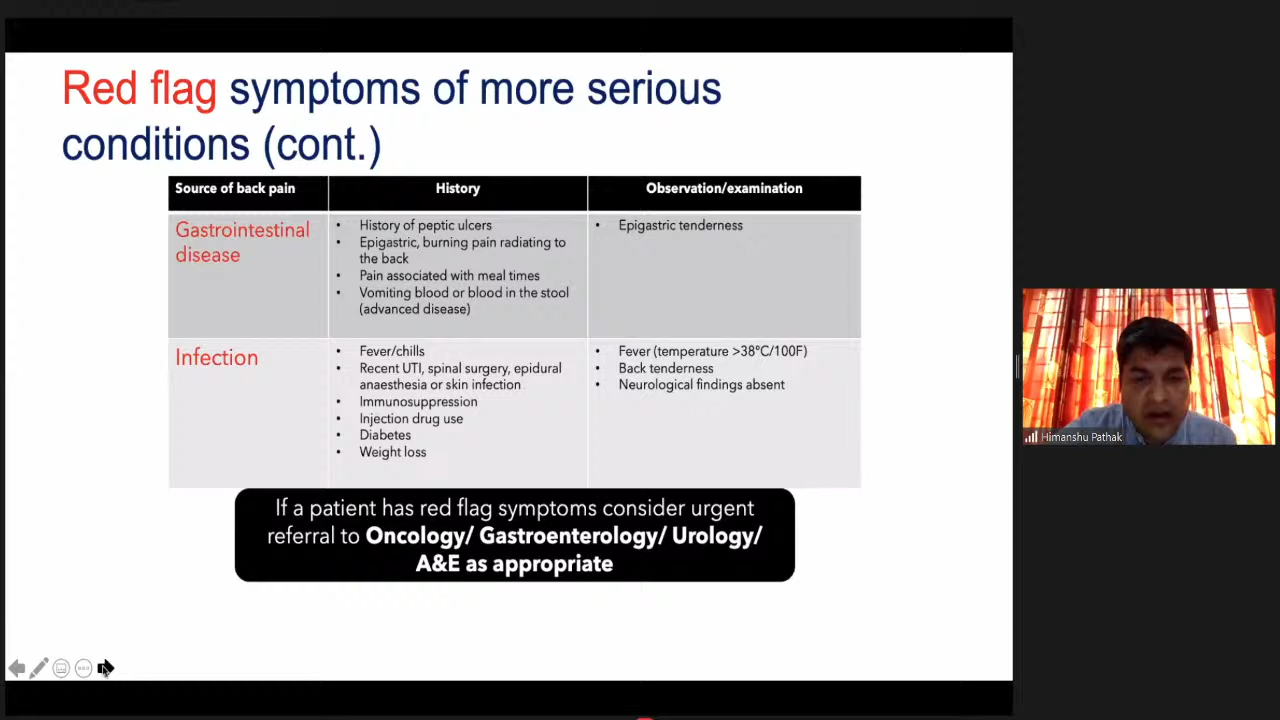 Red flag symptoms of more serious
conditions (cont.)
Source of back pain
History
Observation/examination
Gastrointestinal
disease
• History of peptic ulcers
• Epigastric, burning pain radiating to
the back
• Pain associated with meal times
• Vomiting blood or blood in the stool
(advanced disease)
• Epigastric tenderness
Infection
• Fever/chills
• Recent UTI, spinal surgery, epidural
anaesthesia or skin infection
• Immunosuppression
• Injection drug use
• Diabetes
• Weight loss
• Fever (temperature >38°C/100F)
• Back tenderness
• Neurological findings absent
If a patient has red flag symptoms consider urgent
referral to Oncology/ Gastroenterology/ Urology/
A&E as appropriate
Himanshu Pathak